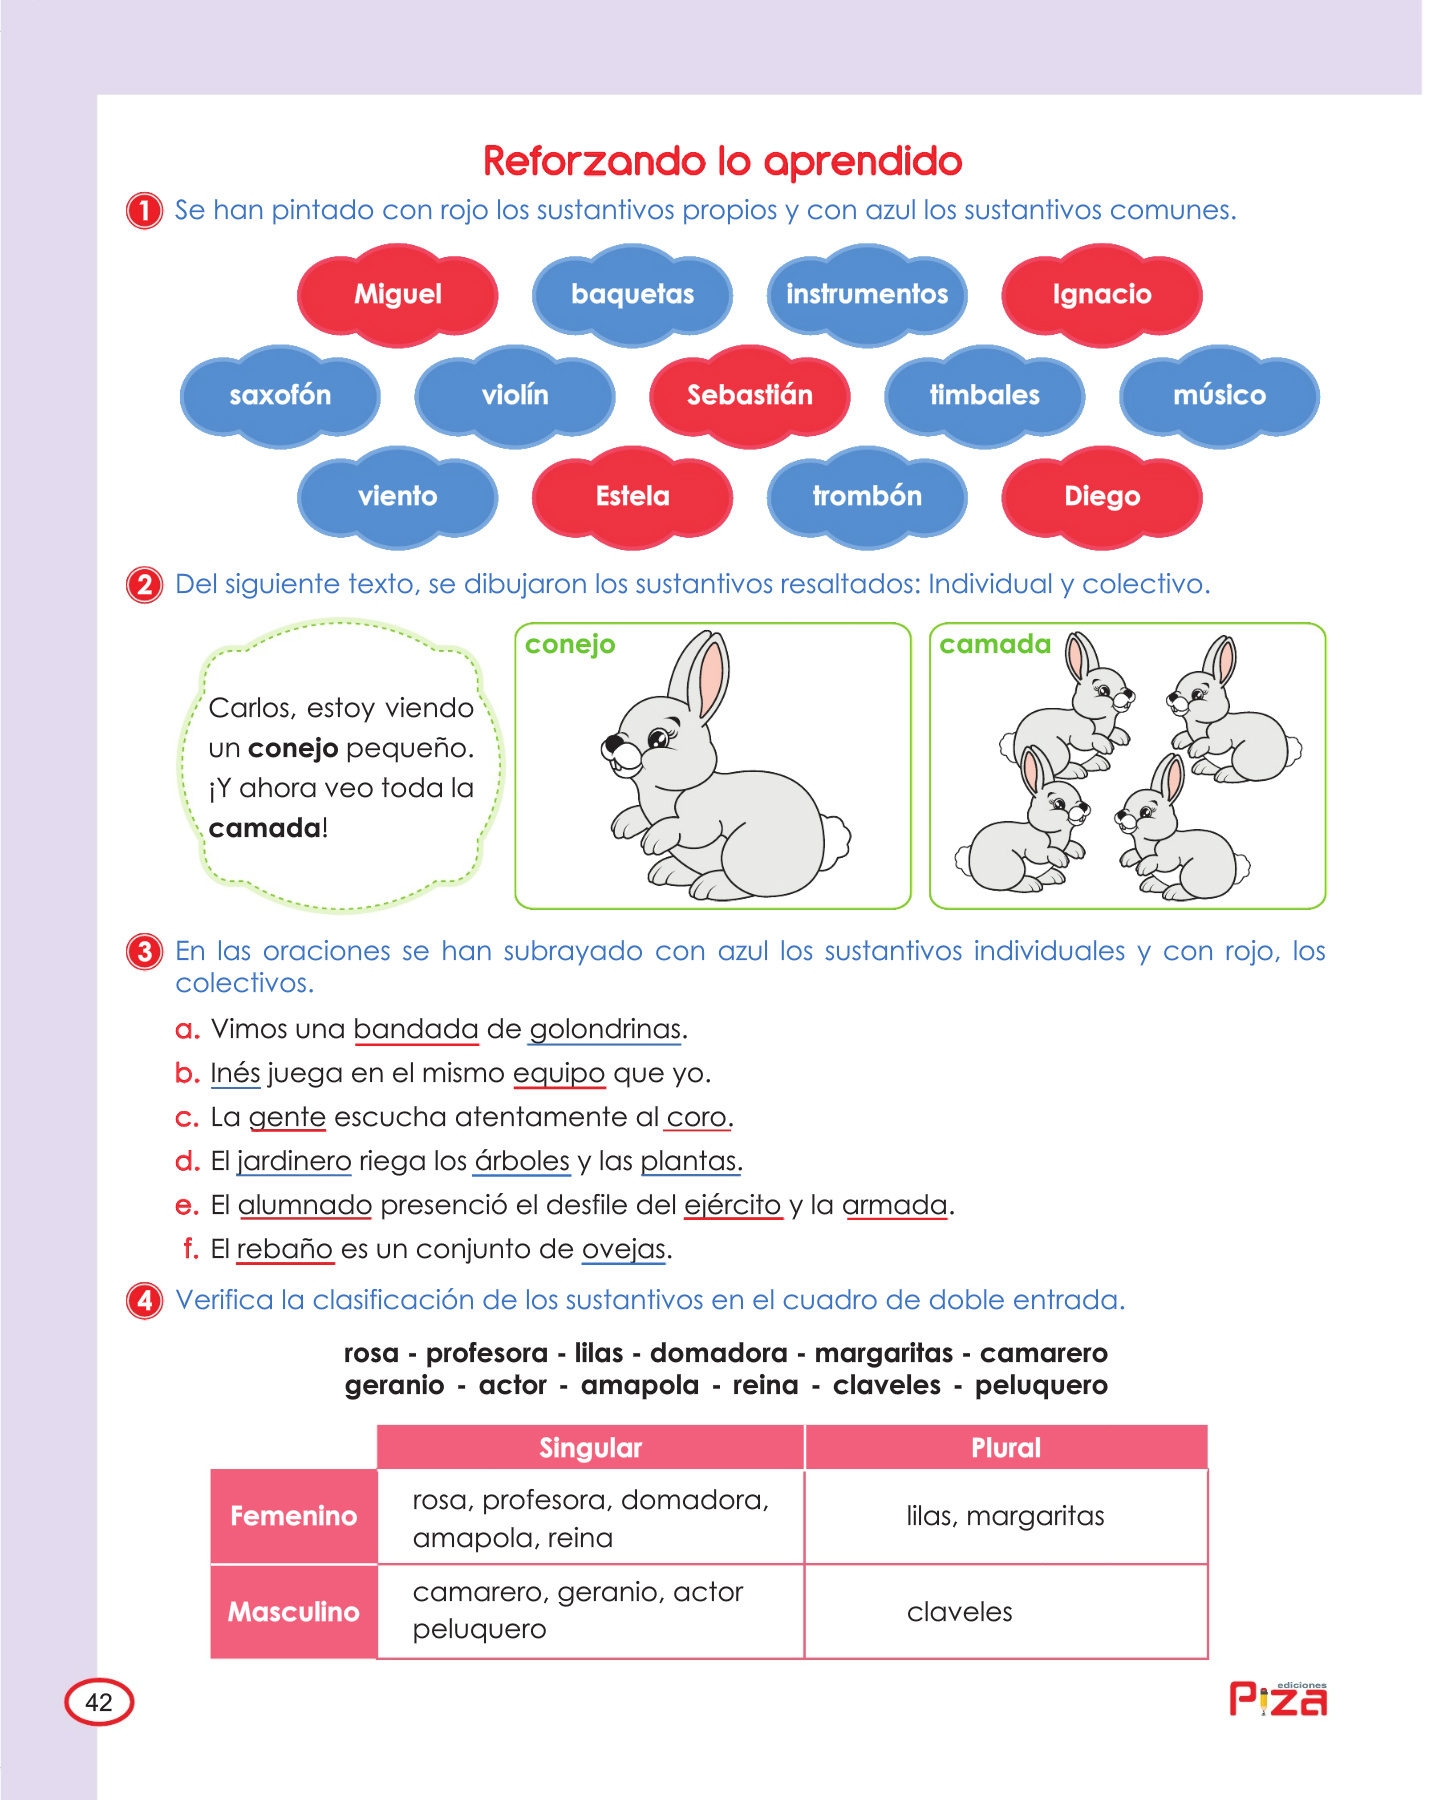 Reforzando lo aprendido
1 Se han pintado con rojo los sustantivos propios y con azul los sustantivos comunes.
Miguel baquetas instrumentos Ignacio
saxofón violín Sebastián timbales músico
viento Estela trombón Diego
2 Del siguiente texto, se dibujaron los sustantivos resaltados: Individual y colectivo.
Carlos, estoy viendo
un conejo pequeño.
¡Y ahora veo toda la
camada!
conejo
camada
3 En las oraciones se han subrayado con azul los sustantivos individuales y con rojo, los
colectivos.
a. Vimos una bandada de golondrinas.
b. Inés juega en el mismo equipo que yo.
c. La gente escucha atentamente al coro.
d. El jardinero riega los árboles y las plantas.
e. El alumnado presenció el desfile del ejército y la armada.
f. El rebaño es un conjunto de ovejas.
4 Verifica la clasificación de los sustantivos en el cuadro de doble entrada.
rosa - profesora - lilas - domadora - margaritas - camarero
geranio - actor - amapola - reina - claveles - peluquero
Singular Plural
Femenino
rosa, profesora, domadora,
amapola, reina
lilas, margaritas
Masculino
camarero, geranio, actor
peluquero
claveles
42
ediciones
Piza